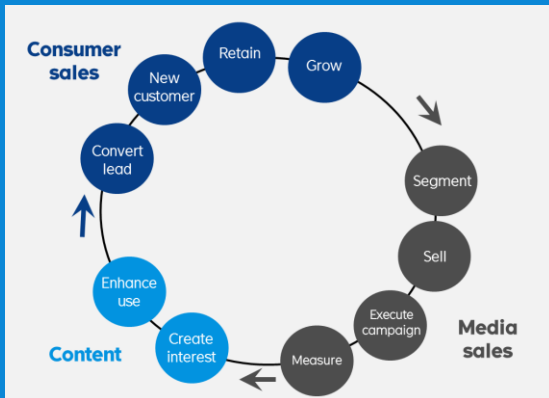 Consumer
sales
Retain
Grow
New
customer
Convert
lead
Segment
Sell
Execute
campaign
Measure
Media
sales
Create
interest
Enhance
use
Content